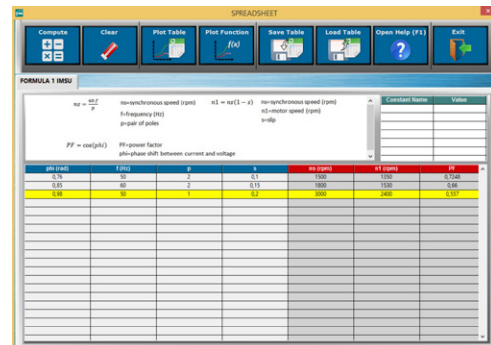 SPREADSHEET
Compute Clear Plot Table Plot Function Save Table Load Table Open Help (F1) Exit
f(x) ?
FORMULA 1 IMSU
ns=synchronous speed (rpm) n1 = ns(1 − s) ns=synchronous speed (rpm) Constant Name Value
f=frequency (Hz) n1=motor speed (rpm)
p=pair of poles s=slip
PF = cos(phi) PF=power factor
phi=phase shift between current and voltage
phi (rad) f (Hz) p s ns (rpm) n1 (rpm) PF
0,76 50 2 0,1 1500 1350 0,7248
0,85 60 2 0,15 1800 1530 0,66
0,98 50 1 0,2 3000 2400 0,557